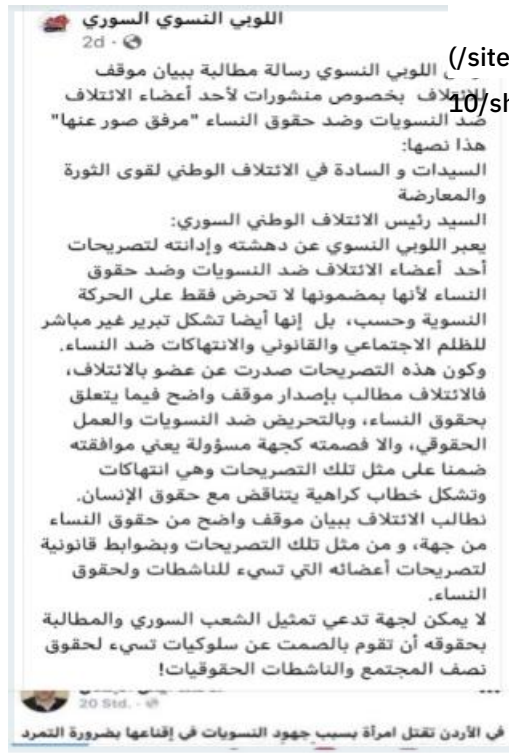 اللوبي النسوي السوري
2d ·
(/site
اللوبي النسوي رسالة مطالبة ببيان موقف
للائتلاف بخصوص منشورات لأحد أعضاء الائتلاف
10/sh
ضد النسويات وضد حقوق النساء "مرفق صور عنها"
هذا نصها:
السيدات و السادة في الائتلاف الوطني لقوى الثورة
والمعارضة
السيد رئيس الائتلاف الوطني السوري:
يعبر اللوبي النسوي عن دهشته وإدانته لتصريحات
أحد أعضاء الائتلاف ضد النسويات وضد حقوق
النساء لأنها بمضمونها لا تحرض فقط على الحركة
النسوية وحسب، بل إنها أيضا تشكل تبرير غير مباشر
للظلم الاجتماعي والقانوني والانتهاكات ضد النساء.
وكون هذه التصريحات صدرت عن عضو بالائتلاف،
فالائتلاف مطالب بإصدار موقف واضح فيما يتعلق
بحقوق النساء، وبالتحريض ضد النسويات والعمل
الحقوقي، والا فصمته كجهة مسؤولة يعني موافقته
ضمنا على مثل تلك التصريحات وهي انتهاكات
وتشكل خطاب كراهية يتناقض مع حقوق الإنسان.
نطالب الائتلاف ببيان موقف واضح من حقوق النساء
من جهة، و من مثل تلك التصريحات وبضوابط قانونية
لتصريحات أعضائه التي تسيء للناشطات ولحقوق
النساء.
لا يمكن لجهة تدعي تمثيل الشعب السوري والمطالبة
بحقوقه أن تقوم بالصمت عن سلوكيات تسيء لحقوق
نصف المجتمع والناشطات الحقوقيات!
20 Std. ·
في الأردن تقتل امرأة بسبب جهود النسويات في إقناعها بضرورة التمرد